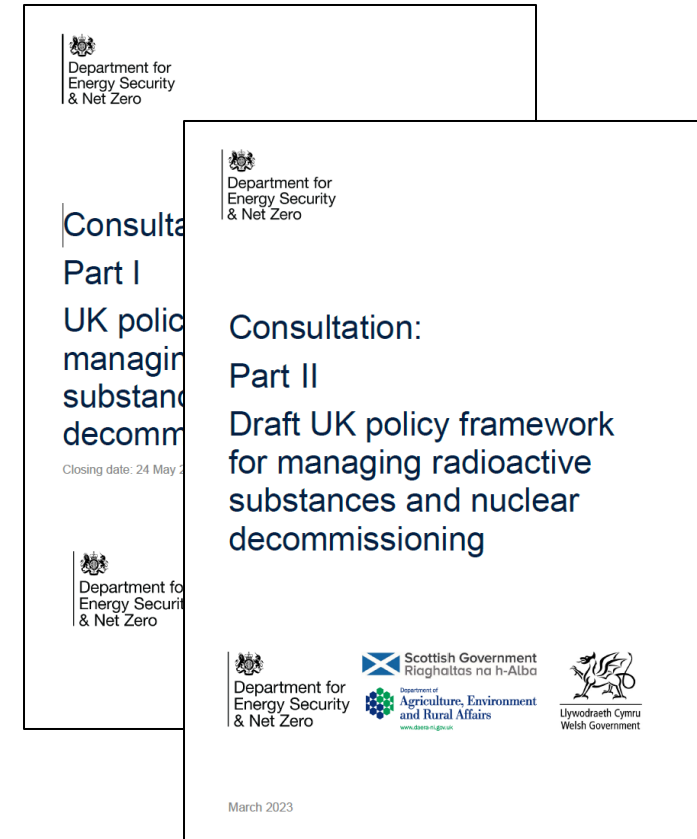 Department for
Energy Security
& Net Zero
Consulta
Part I
UK polic
managin
substanc
decomm
Closing date: 24 May 2
Department fo
Energy Securit
& Net Zero
Department for
Energy Security
& Net Zero
Consultation:
Part II
Draft UK policy framework
for managing radioactive
substances and nuclear
decommissioning
Department for
Energy Security
& Net Zero
Scottish Government
Riaghaltas na h-Alba
Department of
Agriculture, Environment
and Rural Affairs
www.daera-ni.gov.uk
Llywodraeth Cymru
Welsh Government
March 2023